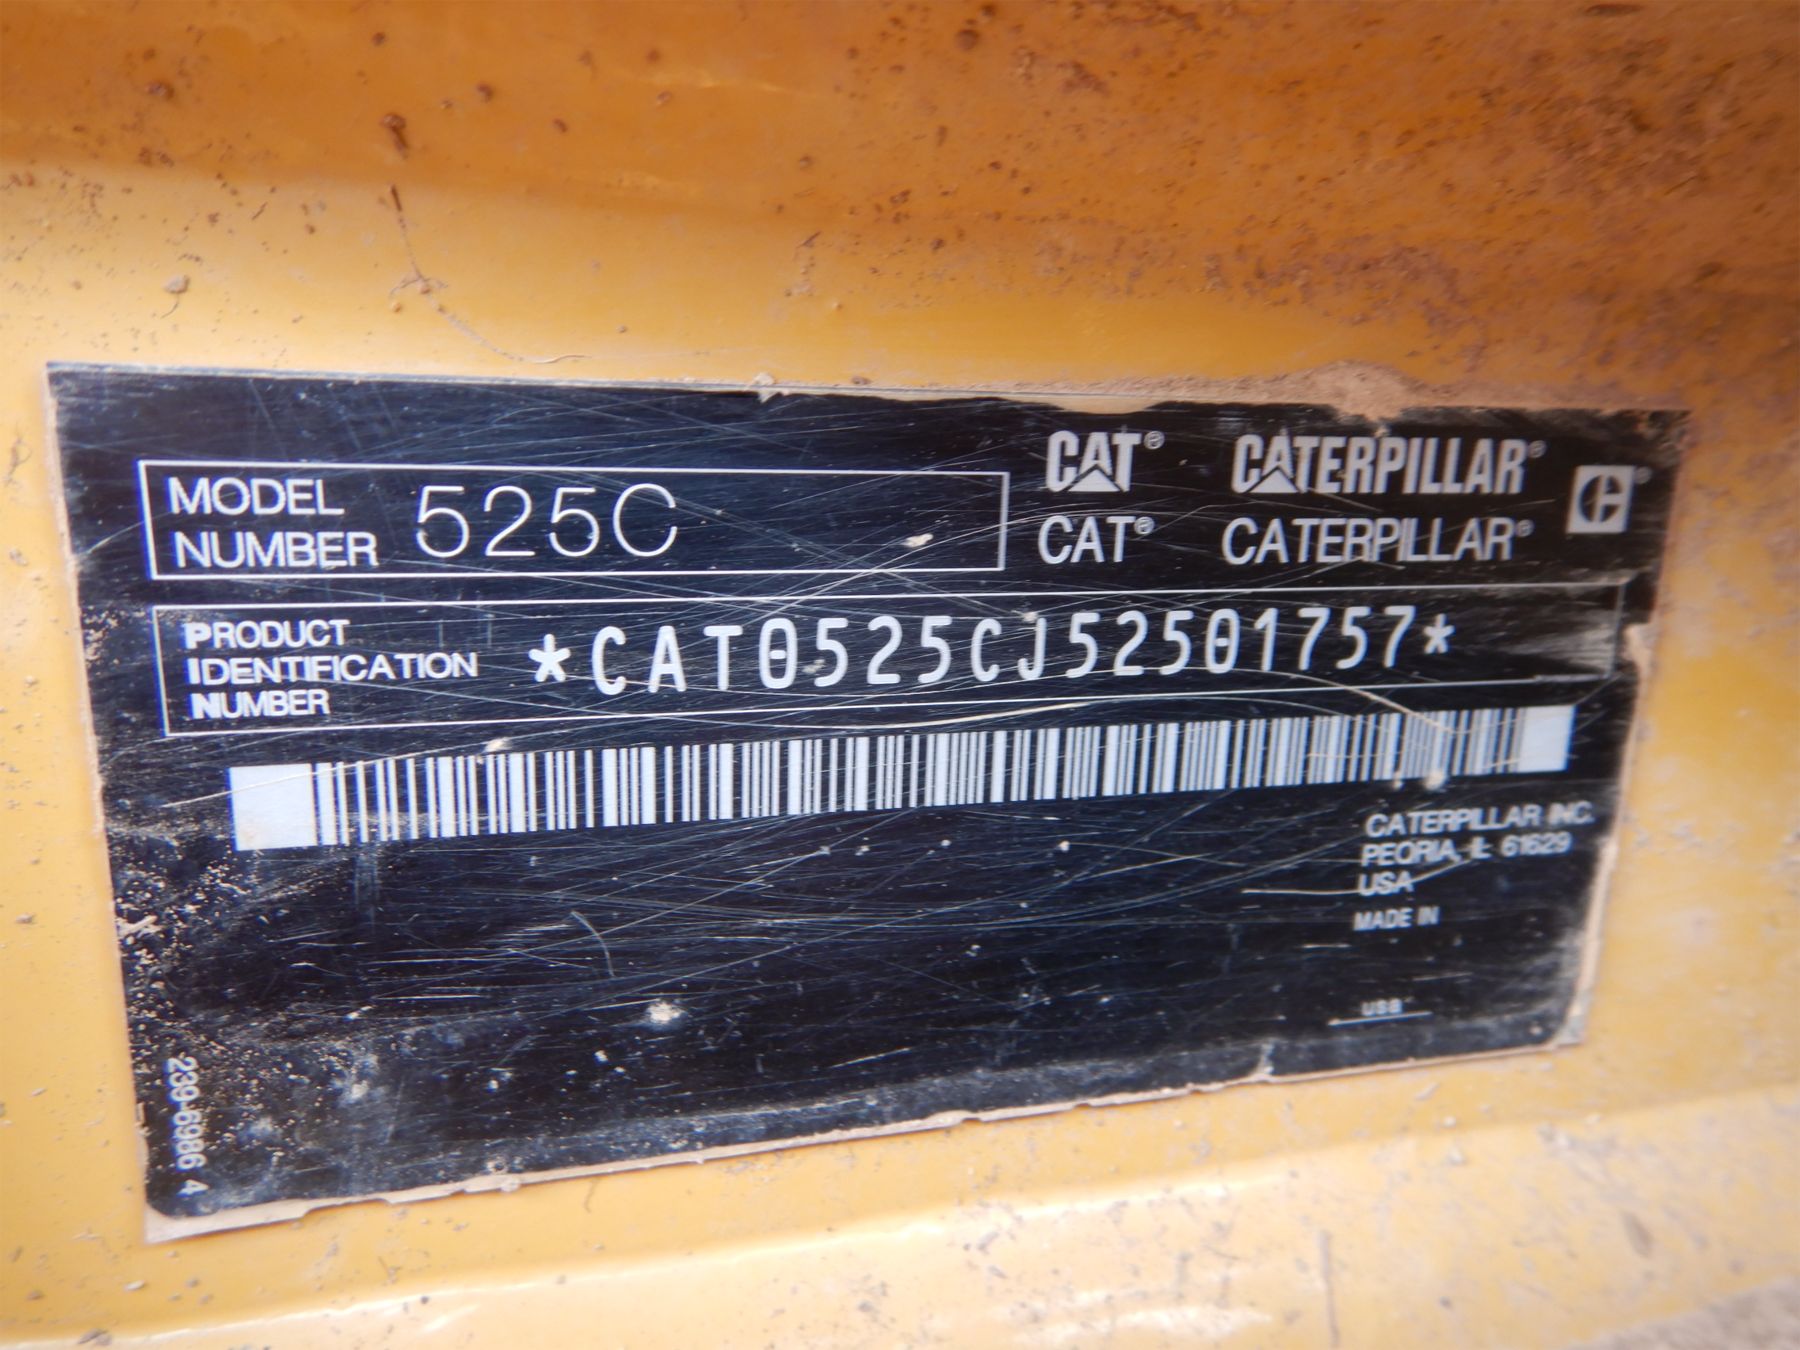 MODEL
NUMBER 525C
CAT® CATERPILLAR®
CAT® CATERPILLAR®
PRODUCT
IDENTIFICATION
NUMBER
*CAT0525CJ52501757*
CATERPILLAR INC.
PEORIA, IL 61629
USA
MADE IN
USB
239-6986 4